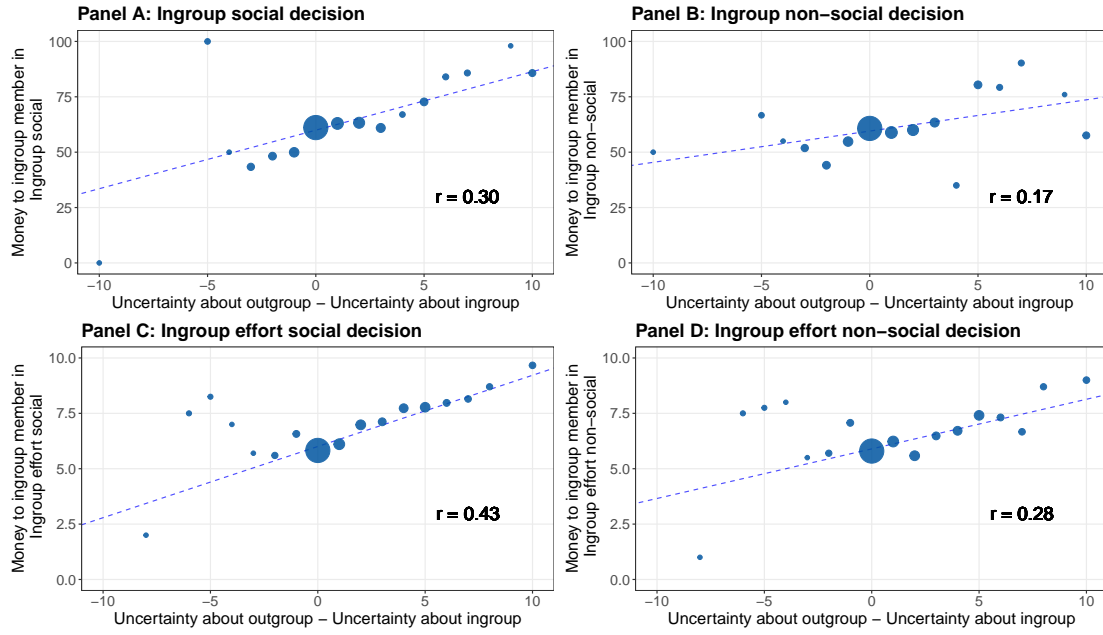 Panel A: Ingroup social decision
Money to ingroup member in
Ingroup social
100
75
50
25
0
r = 0.30
−10 −5 0 5 10
Uncertainty about outgroup − Uncertainty about ingroup
Panel B: Ingroup non−social decision
Money to ingroup member in
Ingroup non−social
100
75
50
25
0
r = 0.17
−10 −5 0 5 10
Uncertainty about outgroup − Uncertainty about ingroup
Panel C: Ingroup effort social decision
Money to ingroup member in
Ingroup effort social
10.0
7.5
5.0
2.5
0.0
r = 0.43
−10 −5 0 5 10
Uncertainty about outgroup − Uncertainty about ingroup
Panel D: Ingroup effort non−social decision
Money to ingroup member in
Ingroup effort non−social
10.0
7.5
5.0
2.5
0.0
r = 0.28
−10 −5 0 5 10
Uncertainty about outgroup − Uncertainty about ingroup